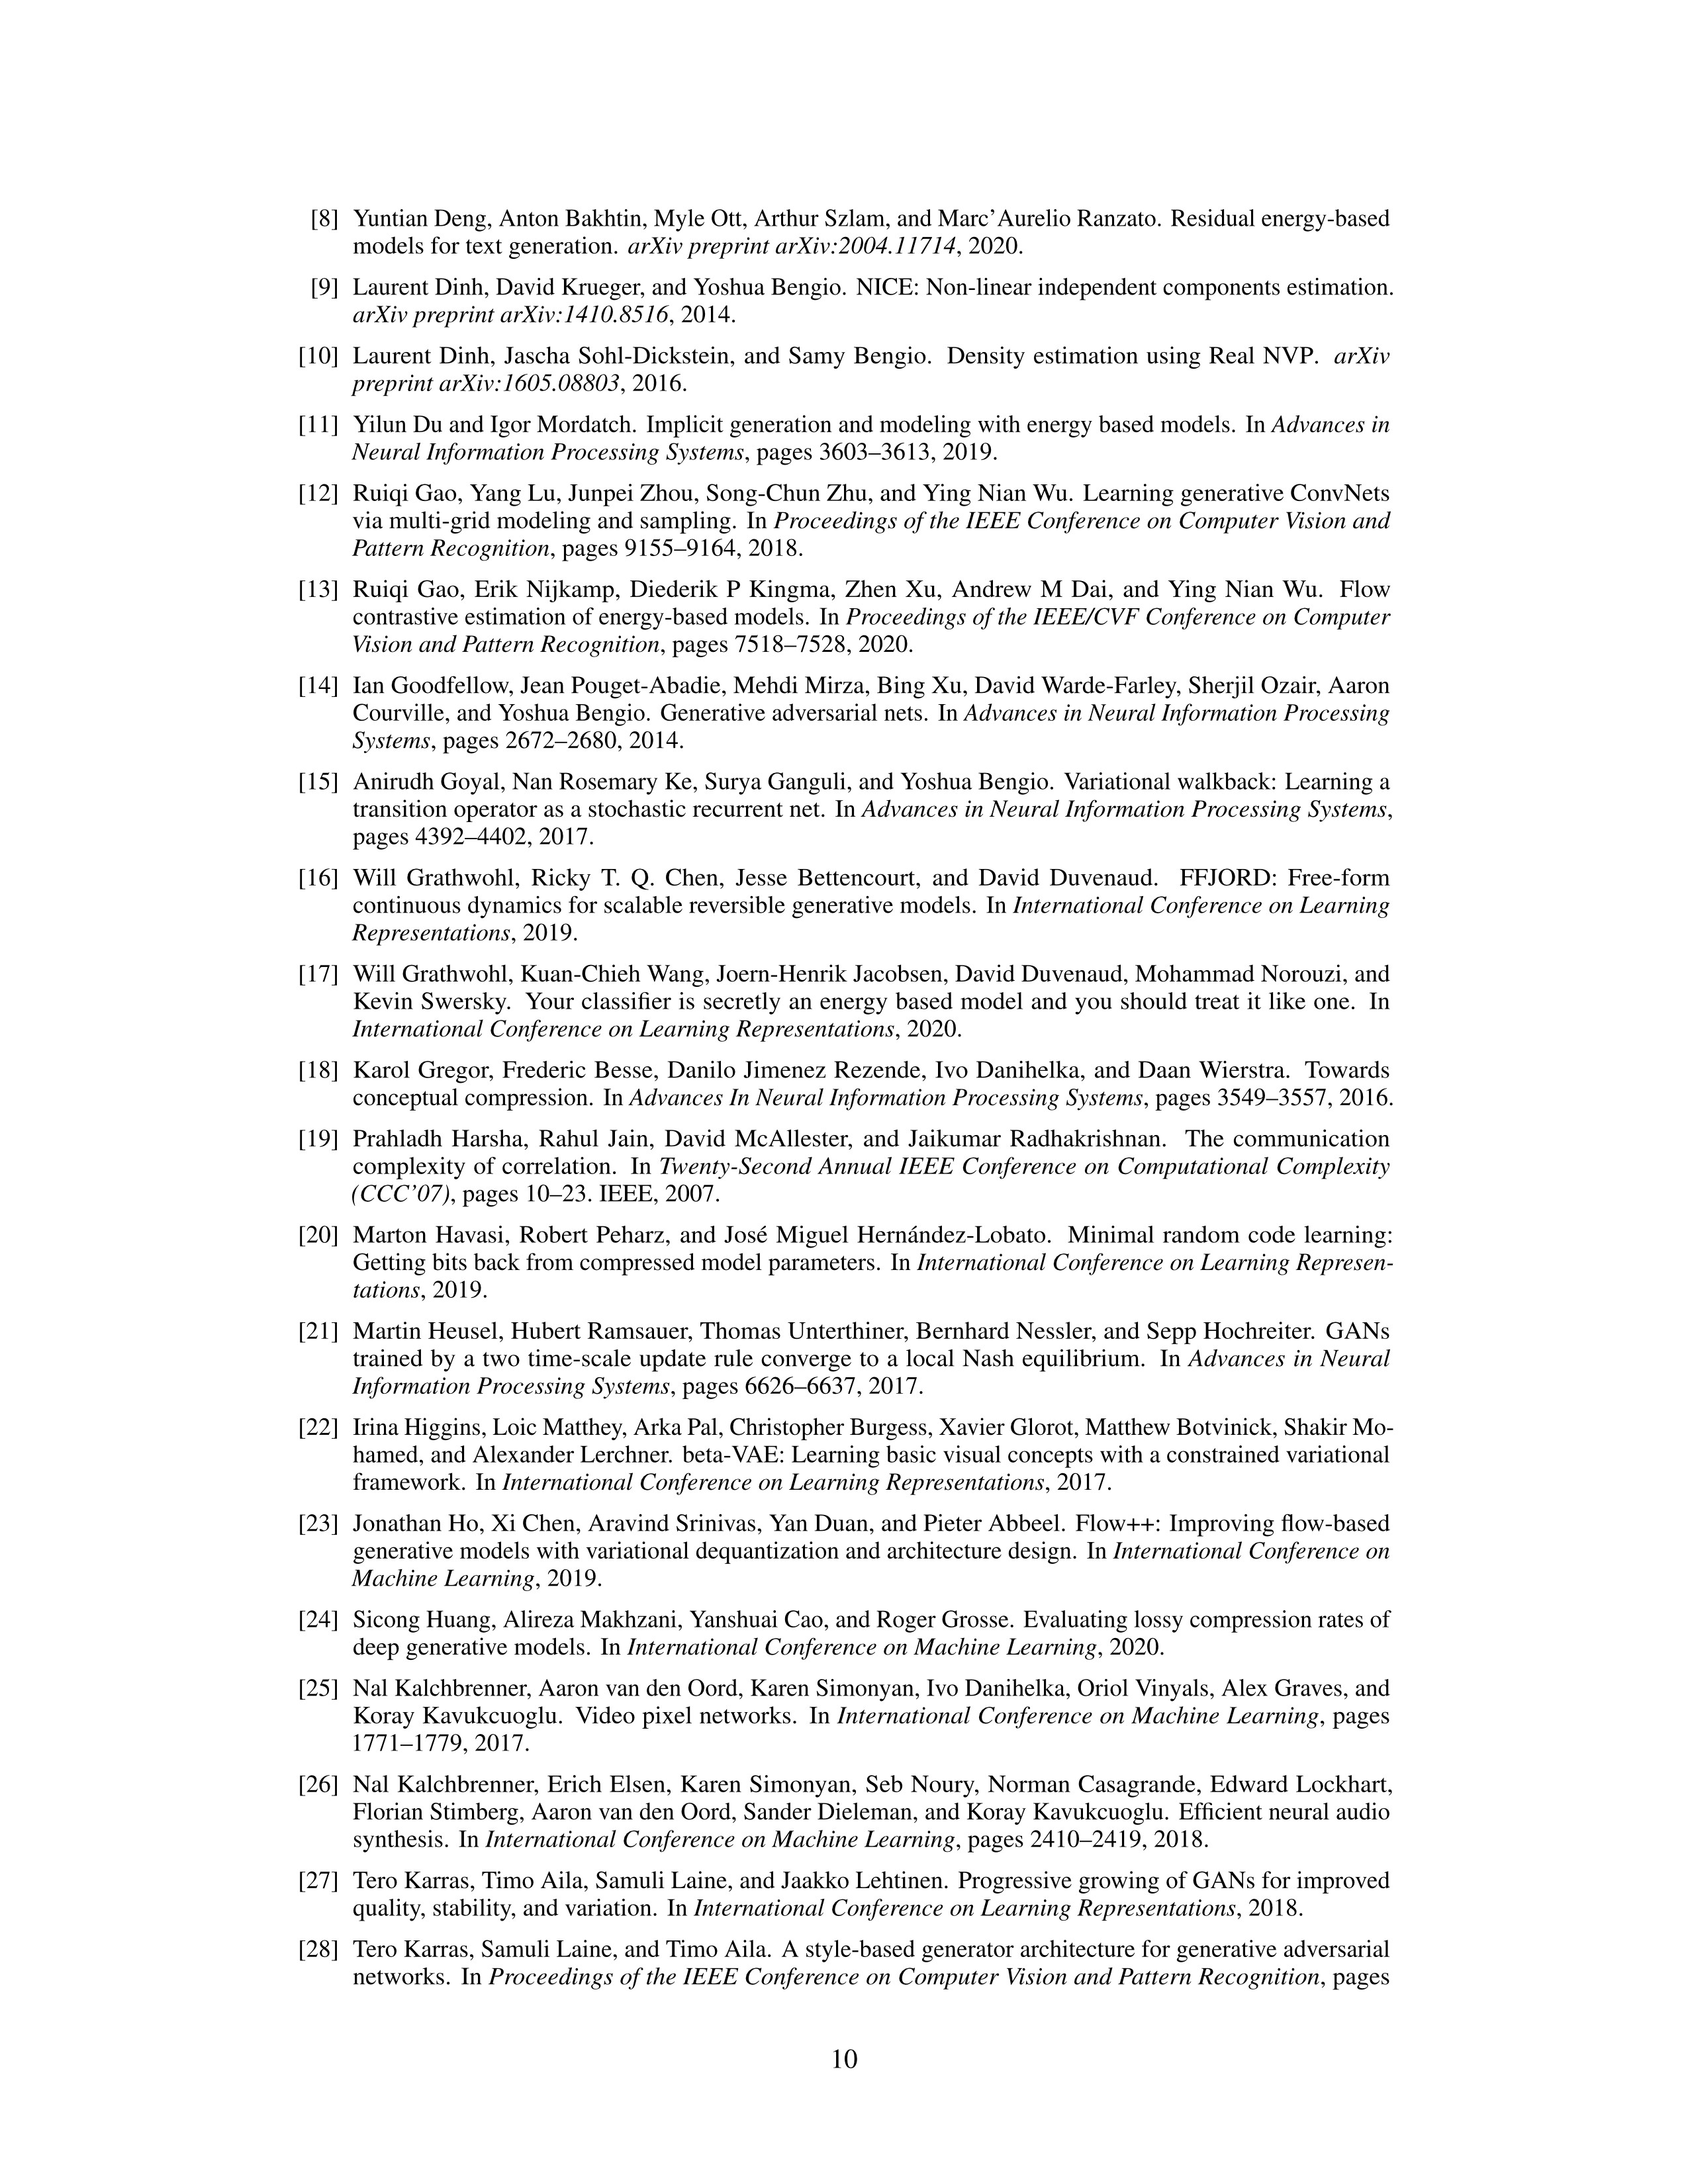 [8] Yuntian Deng, Anton Bakhtin, Myle Ott, Arthur Szlam, and Marc’Aurelio Ranzato. Residual energy-based
models for text generation. arXiv preprint arXiv:2004.11714, 2020.
[9] Laurent Dinh, David Krueger, and Yoshua Bengio. NICE: Non-linear independent components estimation.
arXiv preprint arXiv:1410.8516, 2014.
[10] Laurent Dinh, Jascha Sohl-Dickstein, and Samy Bengio. Density estimation using Real NVP. arXiv
preprint arXiv:1605.08803, 2016.
[11] Yilun Du and Igor Mordatch. Implicit generation and modeling with energy based models. In Advances in
Neural Information Processing Systems, pages 3603–3613, 2019.
[12] Ruiqi Gao, Yang Lu, Junpei Zhou, Song-Chun Zhu, and Ying Nian Wu. Learning generative ConvNets
via multi-grid modeling and sampling. In Proceedings of the IEEE Conference on Computer Vision and
Pattern Recognition, pages 9155–9164, 2018.
[13] Ruiqi Gao, Erik Nijkamp, Diederik P Kingma, Zhen Xu, Andrew M Dai, and Ying Nian Wu. Flow
contrastive estimation of energy-based models. In Proceedings of the IEEE/CVF Conference on Computer
Vision and Pattern Recognition, pages 7518–7528, 2020.
[14] Ian Goodfellow, Jean Pouget-Abadie, Mehdi Mirza, Bing Xu, David Warde-Farley, Sherjil Ozair, Aaron
Courville, and Yoshua Bengio. Generative adversarial nets. In Advances in Neural Information Processing
Systems, pages 2672–2680, 2014.
[15] Anirudh Goyal, Nan Rosemary Ke, Surya Ganguli, and Yoshua Bengio. Variational walkback: Learning a
transition operator as a stochastic recurrent net. In Advances in Neural Information Processing Systems,
pages 4392–4402, 2017.
[16] Will Grathwohl, Ricky T. Q. Chen, Jesse Bettencourt, and David Duvenaud. FFJORD: Free-form
continuous dynamics for scalable reversible generative models. In International Conference on Learning
Representations, 2019.
[17] Will Grathwohl, Kuan-Chieh Wang, Joern-Henrik Jacobsen, David Duvenaud, Mohammad Norouzi, and
Kevin Swersky. Your classifier is secretly an energy based model and you should treat it like one. In
International Conference on Learning Representations, 2020.
[18] Karol Gregor, Frederic Besse, Danilo Jimenez Rezende, Ivo Danihelka, and Daan Wierstra. Towards
conceptual compression. In Advances In Neural Information Processing Systems, pages 3549–3557, 2016.
[19] Prahladh Harsha, Rahul Jain, David McAllester, and Jaikumar Radhakrishnan. The communication
complexity of correlation. In Twenty-Second Annual IEEE Conference on Computational Complexity
(CCC’07), pages 10–23. IEEE, 2007.
[20] Marton Havasi, Robert Peharz, and José Miguel Hernández-Lobato. Minimal random code learning:
Getting bits back from compressed model parameters. In International Conference on Learning Represen-
tations, 2019.
[21] Martin Heusel, Hubert Ramsauer, Thomas Unterthiner, Bernhard Nessler, and Sepp Hochreiter. GANs
trained by a two time-scale update rule converge to a local Nash equilibrium. In Advances in Neural
Information Processing Systems, pages 6626–6637, 2017.
[22] Irina Higgins, Loic Matthey, Arka Pal, Christopher Burgess, Xavier Glorot, Matthew Botvinick, Shakir Mo-
hamed, and Alexander Lerchner. beta-VAE: Learning basic visual concepts with a constrained variational
framework. In International Conference on Learning Representations, 2017.
[23] Jonathan Ho, Xi Chen, Aravind Srinivas, Yan Duan, and Pieter Abbeel. Flow++: Improving flow-based
generative models with variational dequantization and architecture design. In International Conference on
Machine Learning, 2019.
[24] Sicong Huang, Alireza Makhzani, Yanshuai Cao, and Roger Grosse. Evaluating lossy compression rates of
deep generative models. In International Conference on Machine Learning, 2020.
[25] Nal Kalchbrenner, Aaron van den Oord, Karen Simonyan, Ivo Danihelka, Oriol Vinyals, Alex Graves, and
Koray Kavukcuoglu. Video pixel networks. In International Conference on Machine Learning, pages
1771–1779, 2017.
[26] Nal Kalchbrenner, Erich Elsen, Karen Simonyan, Seb Noury, Norman Casagrande, Edward Lockhart,
Florian Stimberg, Aaron van den Oord, Sander Dieleman, and Koray Kavukcuoglu. Efficient neural audio
synthesis. In International Conference on Machine Learning, pages 2410–2419, 2018.
[27] Tero Karras, Timo Aila, Samuli Laine, and Jaakko Lehtinen. Progressive growing of GANs for improved
quality, stability, and variation. In International Conference on Learning Representations, 2018.
[28] Tero Karras, Samuli Laine, and Timo Aila. A style-based generator architecture for generative adversarial
networks. In Proceedings of the IEEE Conference on Computer Vision and Pattern Recognition, pages
10